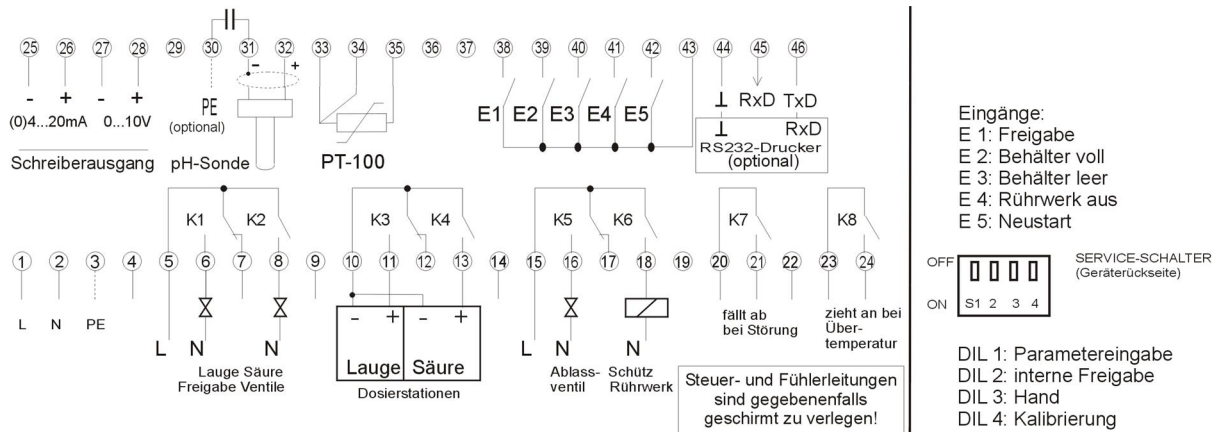 25 26 27 28 29 30 31 32 33 34 35 36 37 38 39 40 41 42 43 44 45 46
- + - + - +
(0)4...20mA 0...10V
Schreiberausgang
PE
(optional)
pH-Sonde
PT-100
E1 E2 E3 E4 E5
⊥ RxD TxD
⊥ RxD
RS232-Drucker
(optional)
K1 K2 K3 K4 K5 K6 K7 K8
1 2 3 4 5 6 7 8 9 10 11 12 13 14 15 16 17 18 19 20 21 22 23 24
L N PE
L N N
Lauge Säure
Freigabe Ventile
- + - +
Lauge Säure
Dosierstationen
L N N
Ablass-
ventil
Schütz
Rührwerk
fällt ab
bei Störung
zieht an bei
Über-
temperatur
Steuer- und Fühlerleitungen
sind gegebenenfalls
geschirmt zu verlegen!
Eingänge:
E 1: Freigabe
E 2: Behälter voll
E 3: Behälter leer
E 4: Rührwerk aus
E 5: Neustart
OFF
ON
S1 2 3 4
SERVICE-SCHALTER
(Geräterückseite)
DIL 1: Parametereingabe
DIL 2: interne Freigabe
DIL 3: Hand
DIL 4: Kalibrierung